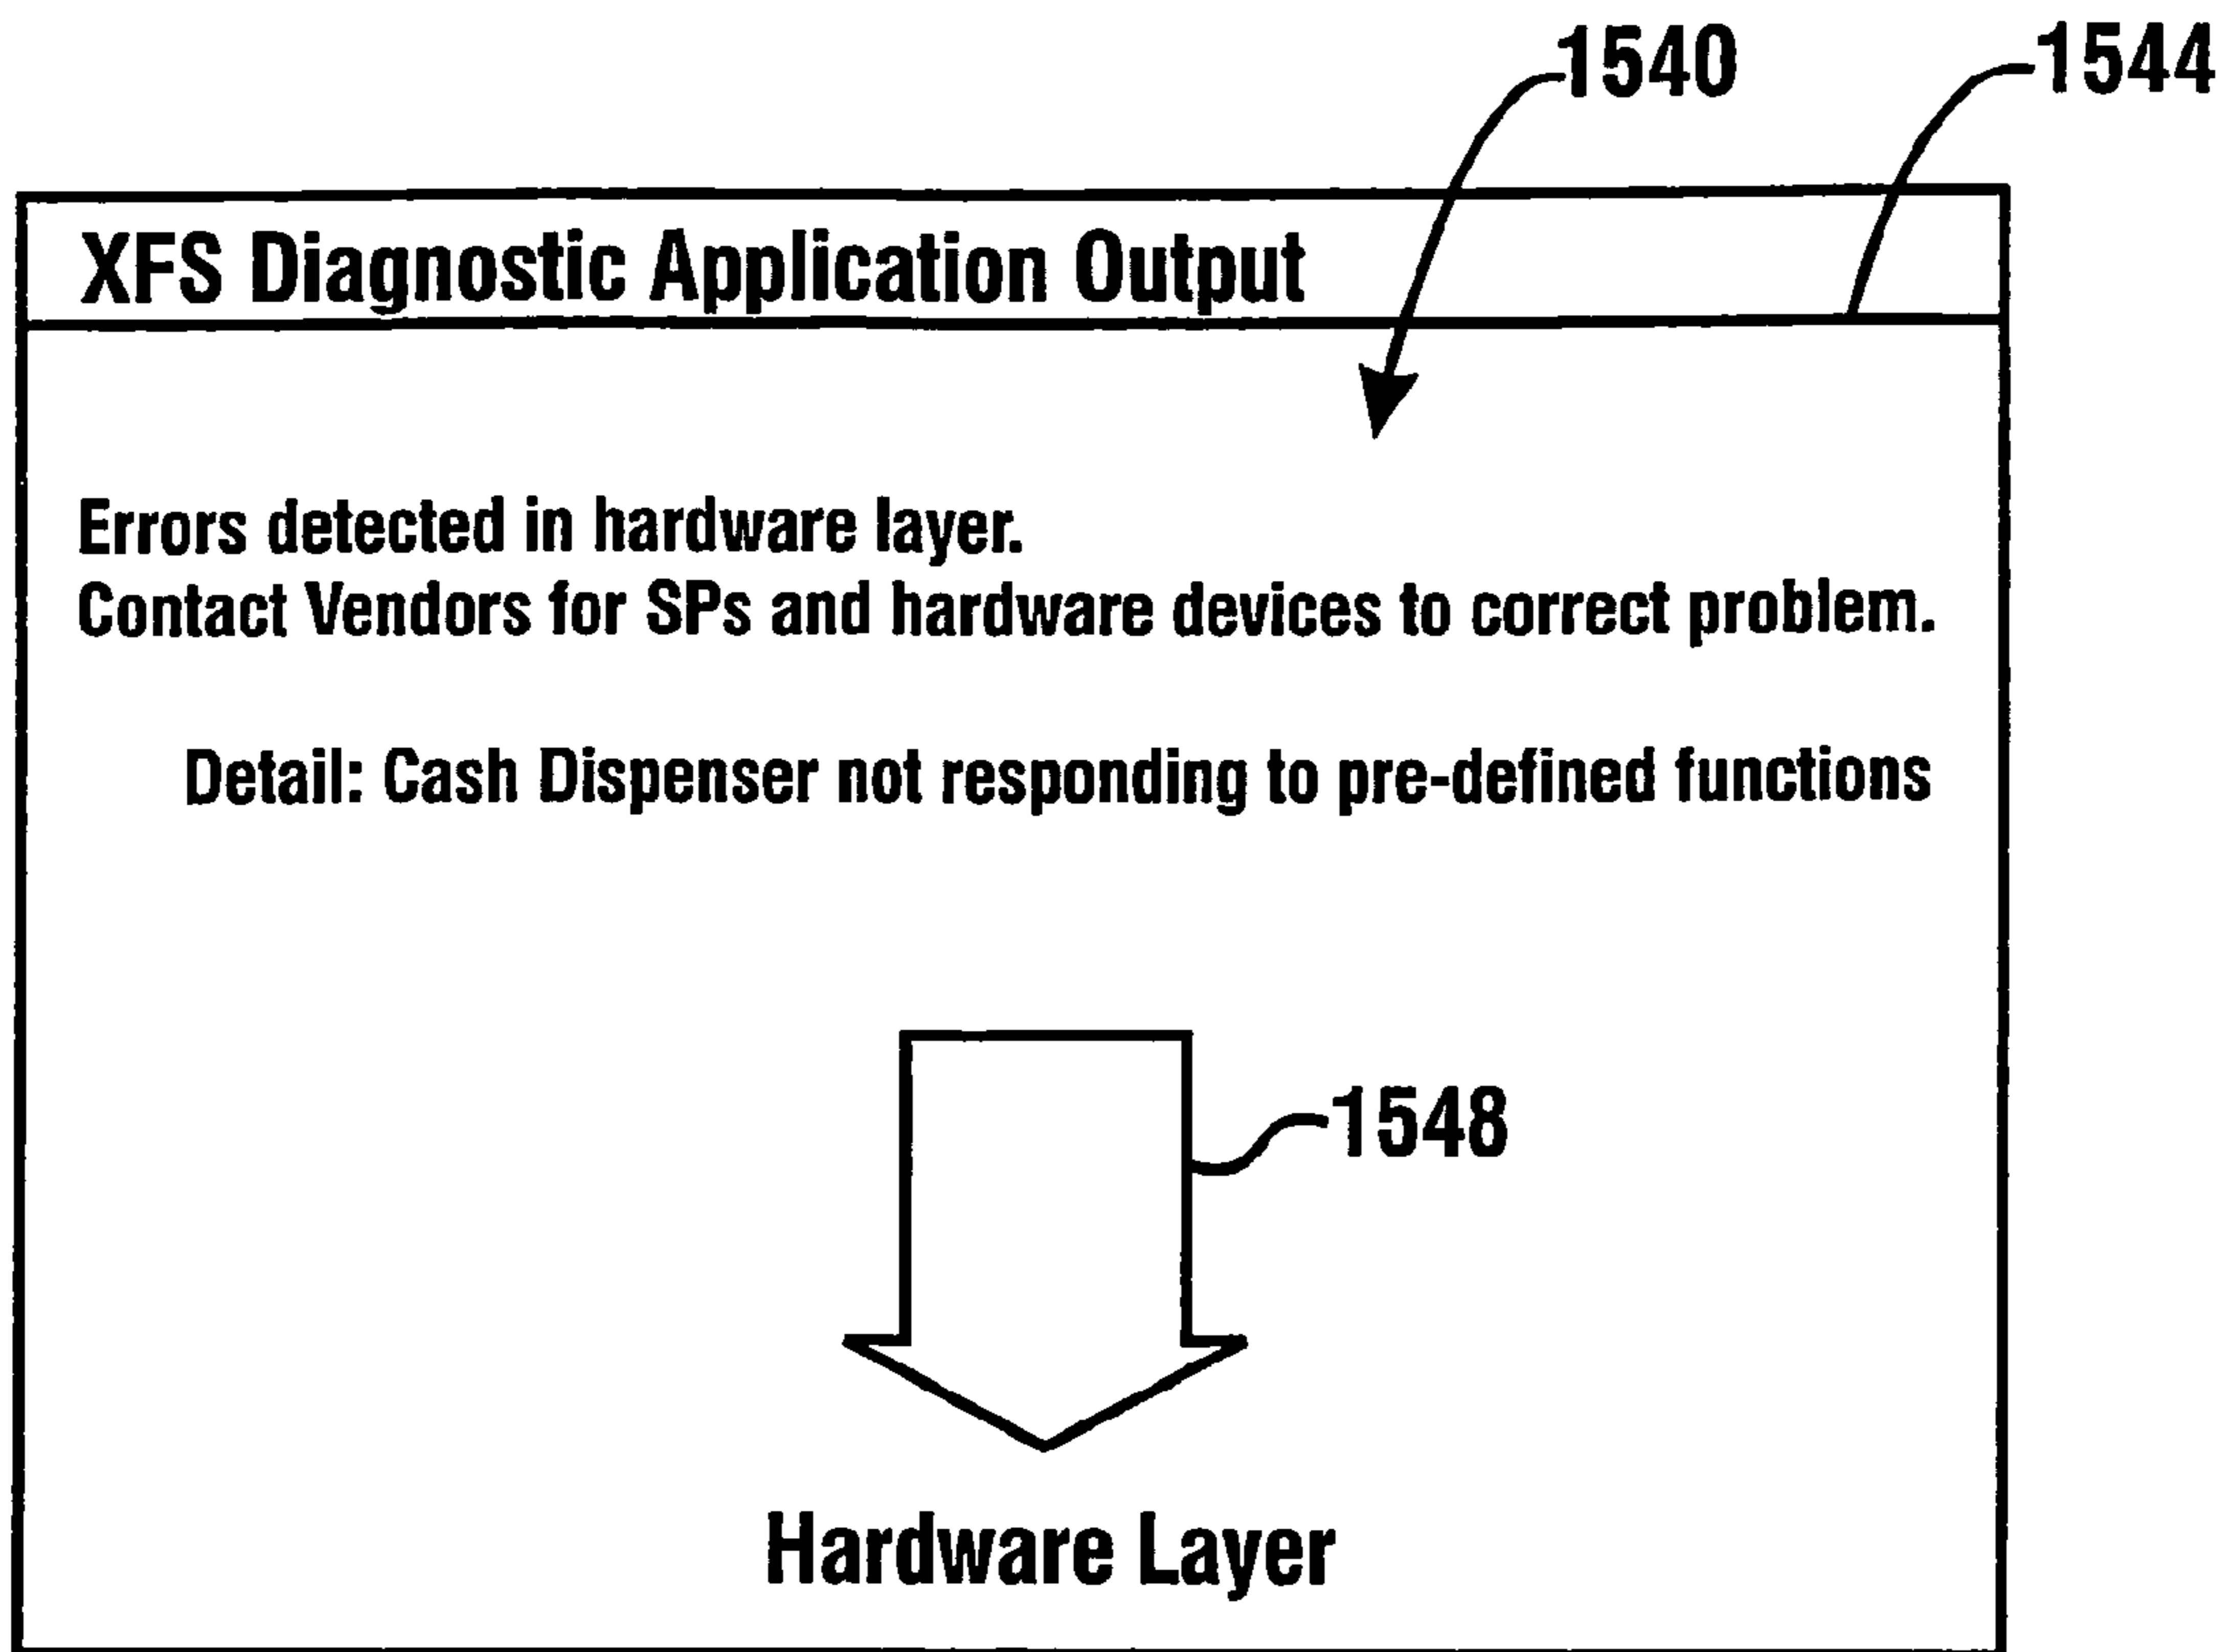 1540
1544
XFS Diagnostic Application Output
Errors detected in hardware layer.
Contact Vendors for SPs and hardware devices to correct problem.
Detail: Cash Dispenser not responding to pre-defined functions
1548
Hardware Layer